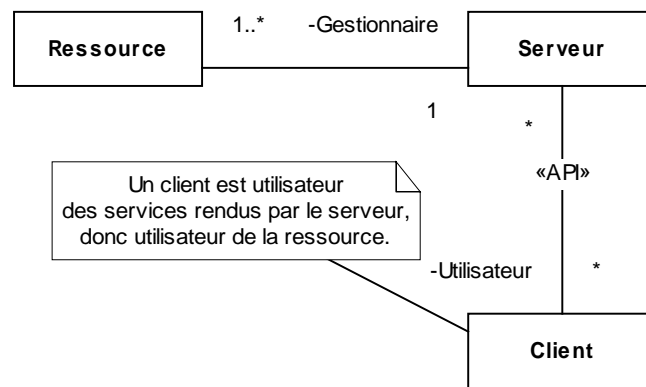 1..* -Gestionnaire
Ressource
Serveur
1
*
«API»
Un client est utilisateur
des services rendus par le serveur,
donc utilisateur de la ressource.
-Utilisateur *
Client